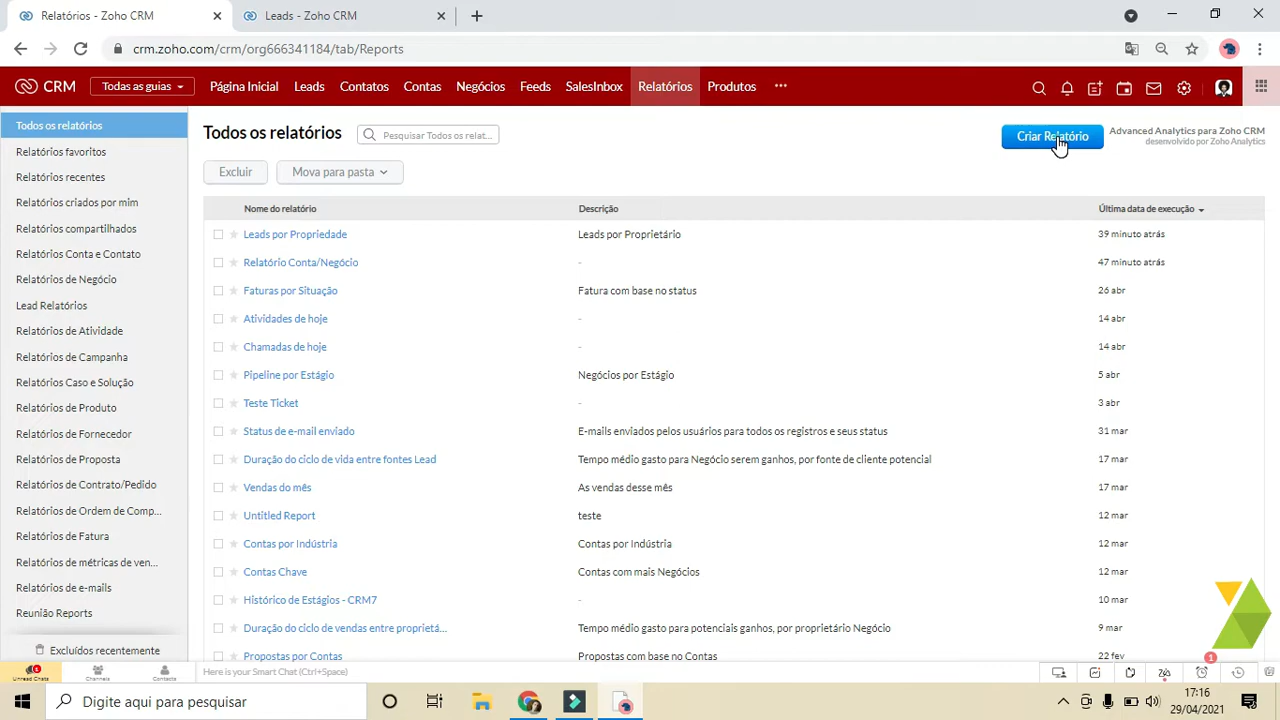 Relatórios - Zoho CRM
Leads - Zoho CRM
crm.zoho.com/crm/org666341184/tab/Reports
CRM
Todas as guias
Página Inicial
Leads
Contatos
Contas
Negócios
Feeds
SalesInbox
Relatórios
Produtos
Todos os relatórios
Relatórios favoritos
Relatórios recentes
Relatórios criados por mim
Relatórios compartilhados
Relatórios Conta e Contato
Relatórios de Negócio
Lead Relatórios
Relatórios de Atividade
Relatórios de Campanha
Relatórios Caso e Solução
Relatórios de Produto
Relatórios de Fornecedor
Relatórios de Proposta
Relatórios de Contrato/Pedido
Relatórios de Ordem de Comp...
Relatórios de Fatura
Relatórios de métricas de ven...
Relatórios de e-mails
Reunião Reports
Excluídos recentemente
Todos os relatórios
Pesquisar Todos os relat...
Criar Relatório
Advanced Analytics para Zoho CRM
desenvolvido por Zoho Analytics
Excluir
Mova para pasta
Nome do relatório Descrição Última data de execução
Leads por Propriedade Leads por Proprietário 39 minuto atrás
Relatório Conta/Negócio - 47 minuto atrás
Faturas por Situação Fatura com base no status 26 abr
Atividades de hoje - 14 abr
Chamadas de hoje - 14 abr
Pipeline por Estágio Negócios por Estágio 5 abr
Teste Ticket - 3 abr
Status de e-mail enviado E-mails enviados pelos usuários para todos os registros e seus status 31 mar
Duração do ciclo de vida entre fontes Lead Tempo médio gasto para Negócio serem ganhos, por fonte de cliente potencial 17 mar
Vendas do mês As vendas desse mês 17 mar
Untitled Report teste 12 mar
Contas por Indústria Contas por Indústria 12 mar
Contas Chave Contas com mais Negócios 12 mar
Histórico de Estágios - CRM7 - 10 mar
Duração do ciclo de vendas entre proprietá... Tempo médio gasto para potenciais ganhos, por proprietário Negócio 9 mar
Propostas por Contas Propostas com base no Contas 22 fev
Unread Chats
Channels
Contacts
Here is your Smart Chat (Ctrl+Space)
1
Digite aqui para pesquisar
17:16
29/04/2021